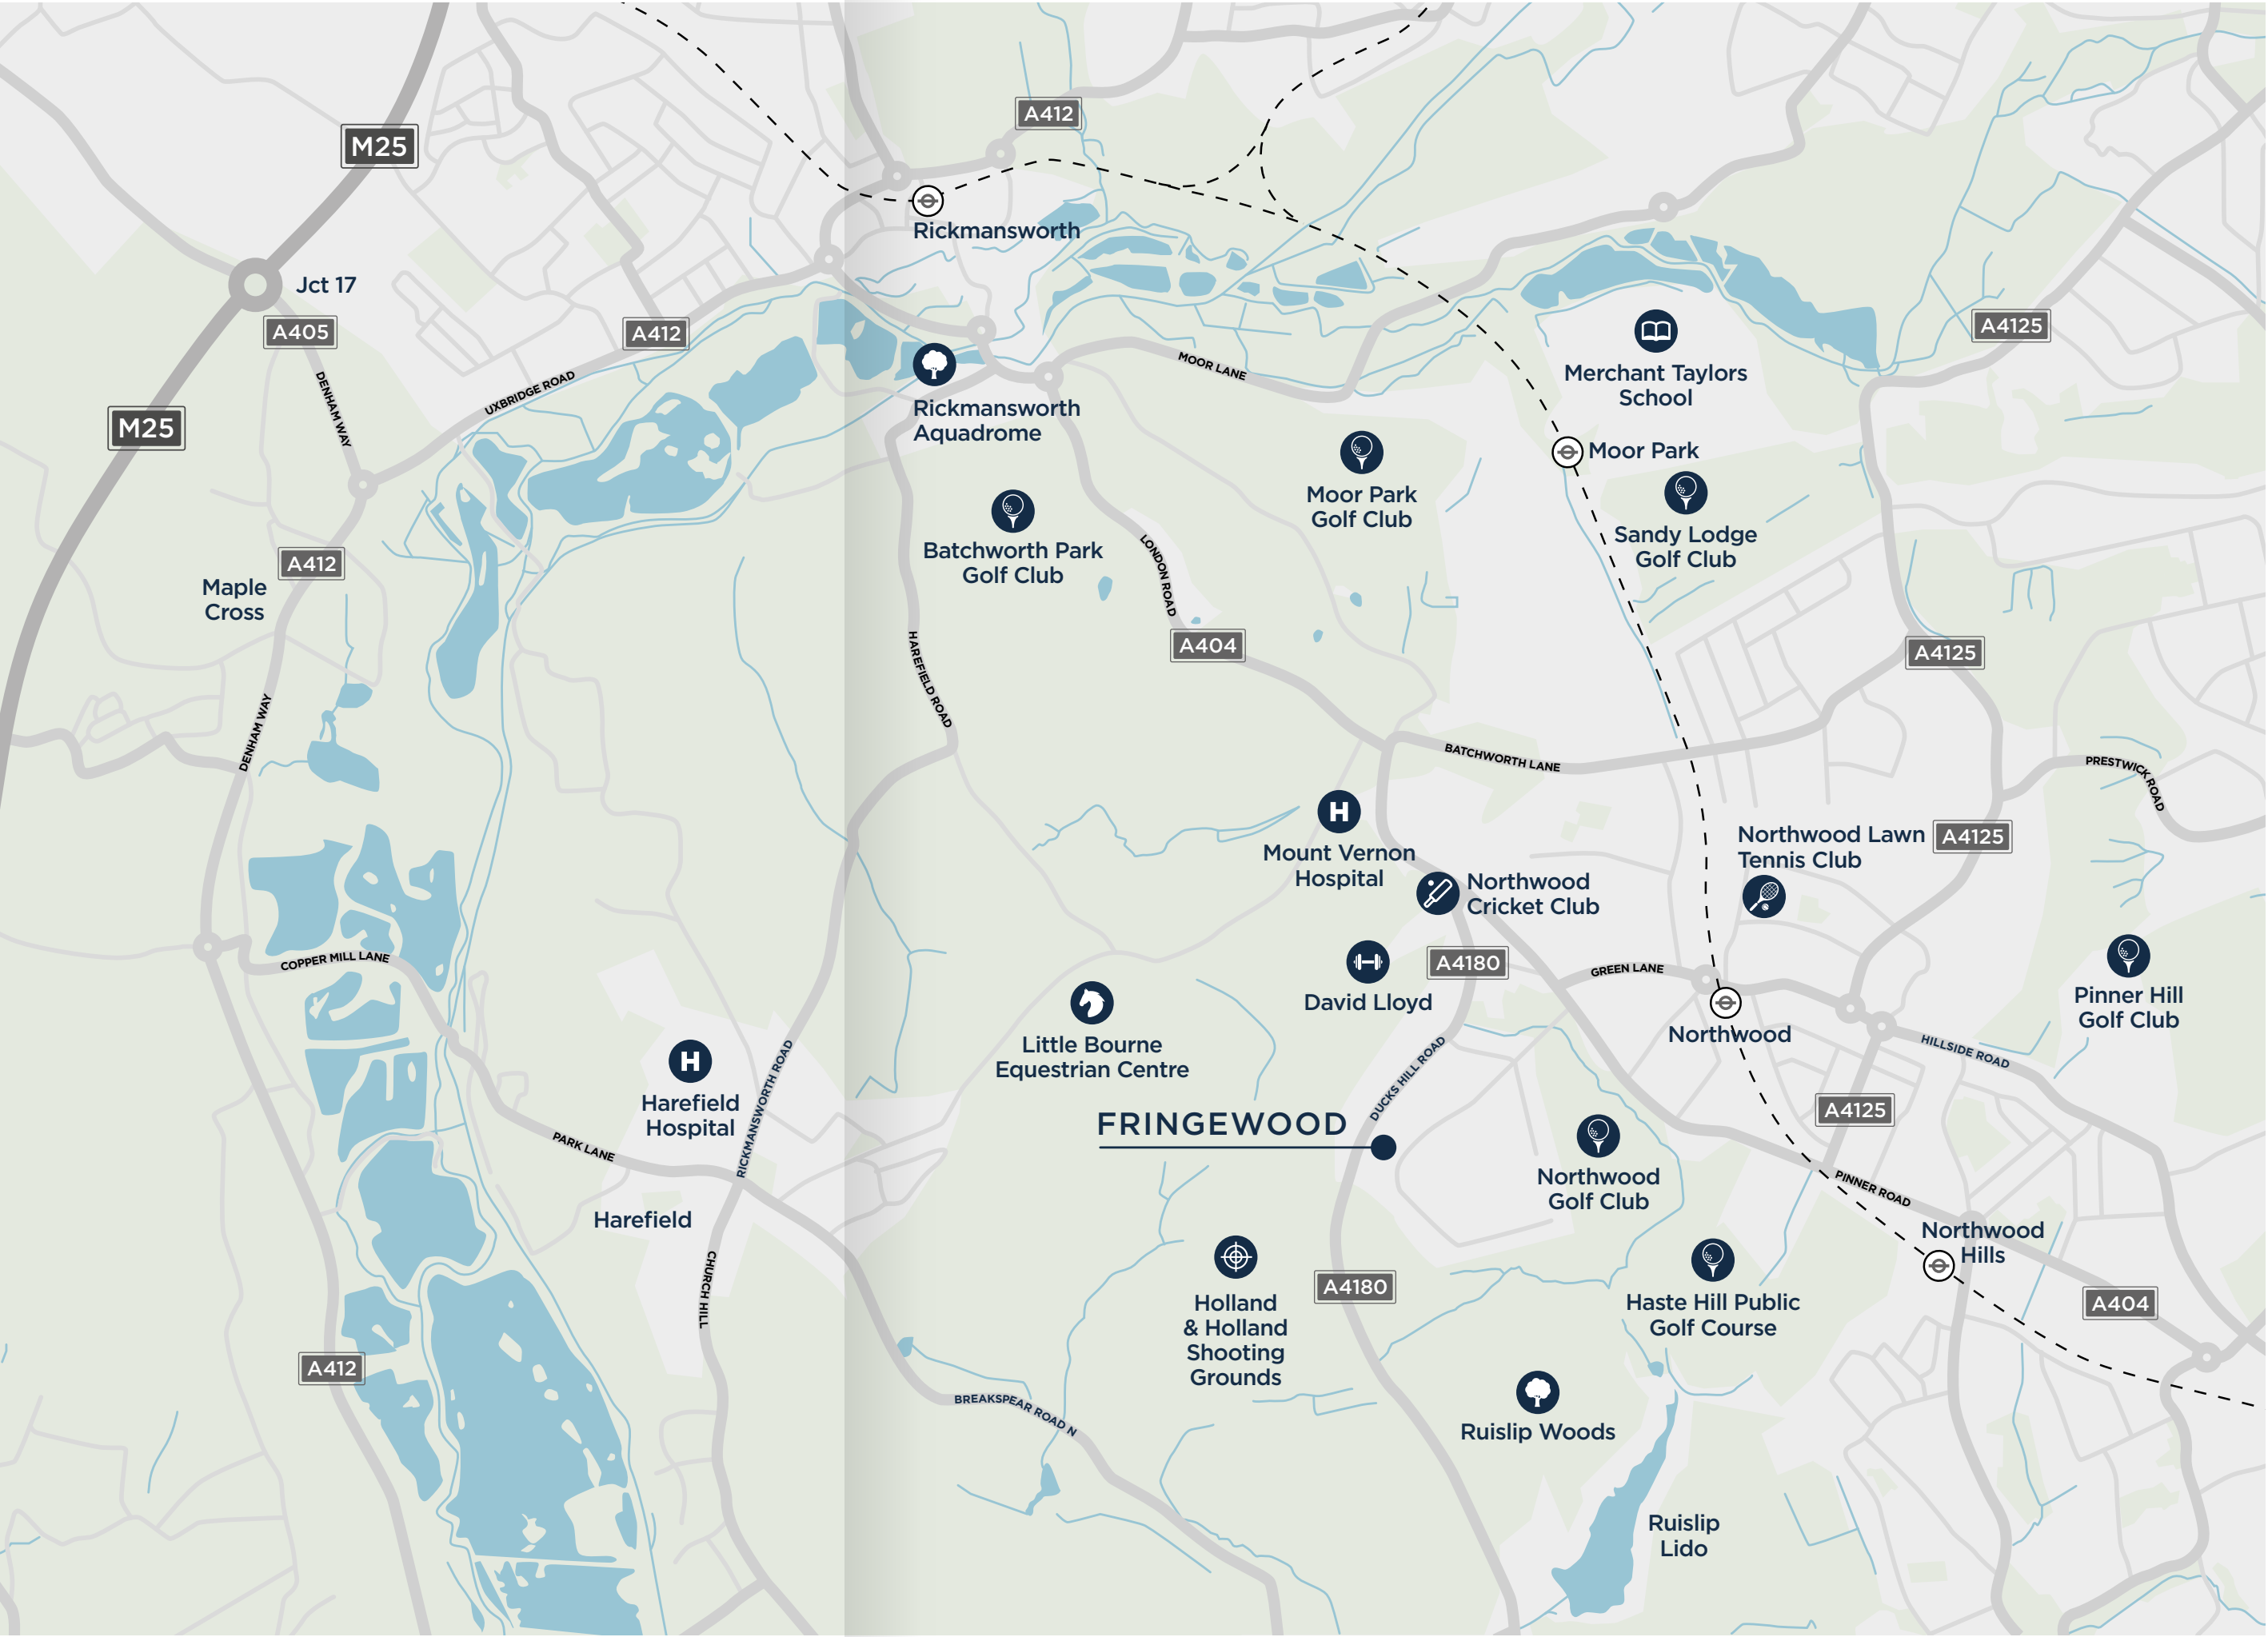 A412
M25
Rickmansworth
Jct 17
A405
A412
A4125
DENHAM WAY
UXBRIDGE ROAD
MOOR LANE
Merchant Taylors
School
M25
Rickmansworth
Aquadrome
Moor Park
Moor Park
Golf Club
Sandy Lodge
Golf Club
Batchworth Park
Golf Club
LONDON ROAD
A412
Maple
Cross
A404
A4125
HAREFIELD ROAD
DENHAM WAY
BATCHWORTH LANE
PRESTWICK ROAD
Mount Vernon
Hospital
Northwood Lawn
Tennis Club
A4125
Northwood
Cricket Club
COPPER MILL LANE
A4180
GREEN LANE
David Lloyd
Pinner Hill
Golf Club
Little Bourne
Equestrian Centre
Northwood
HILLSIDE ROAD
Harefield
Hospital
RICKMANSWORTH ROAD
DUCKS HILL ROAD
FRINGEWOOD
A4125
PARK LANE
Northwood
Golf Club
PINNER ROAD
Harefield
Northwood
Hills
CHURCH HILL
A4180
Holland
& Holland
Shooting
Grounds
Haste Hill Public
Golf Course
A404
A412
BREAKSPEAR ROAD N
Ruislip Woods
Ruislip
Lido